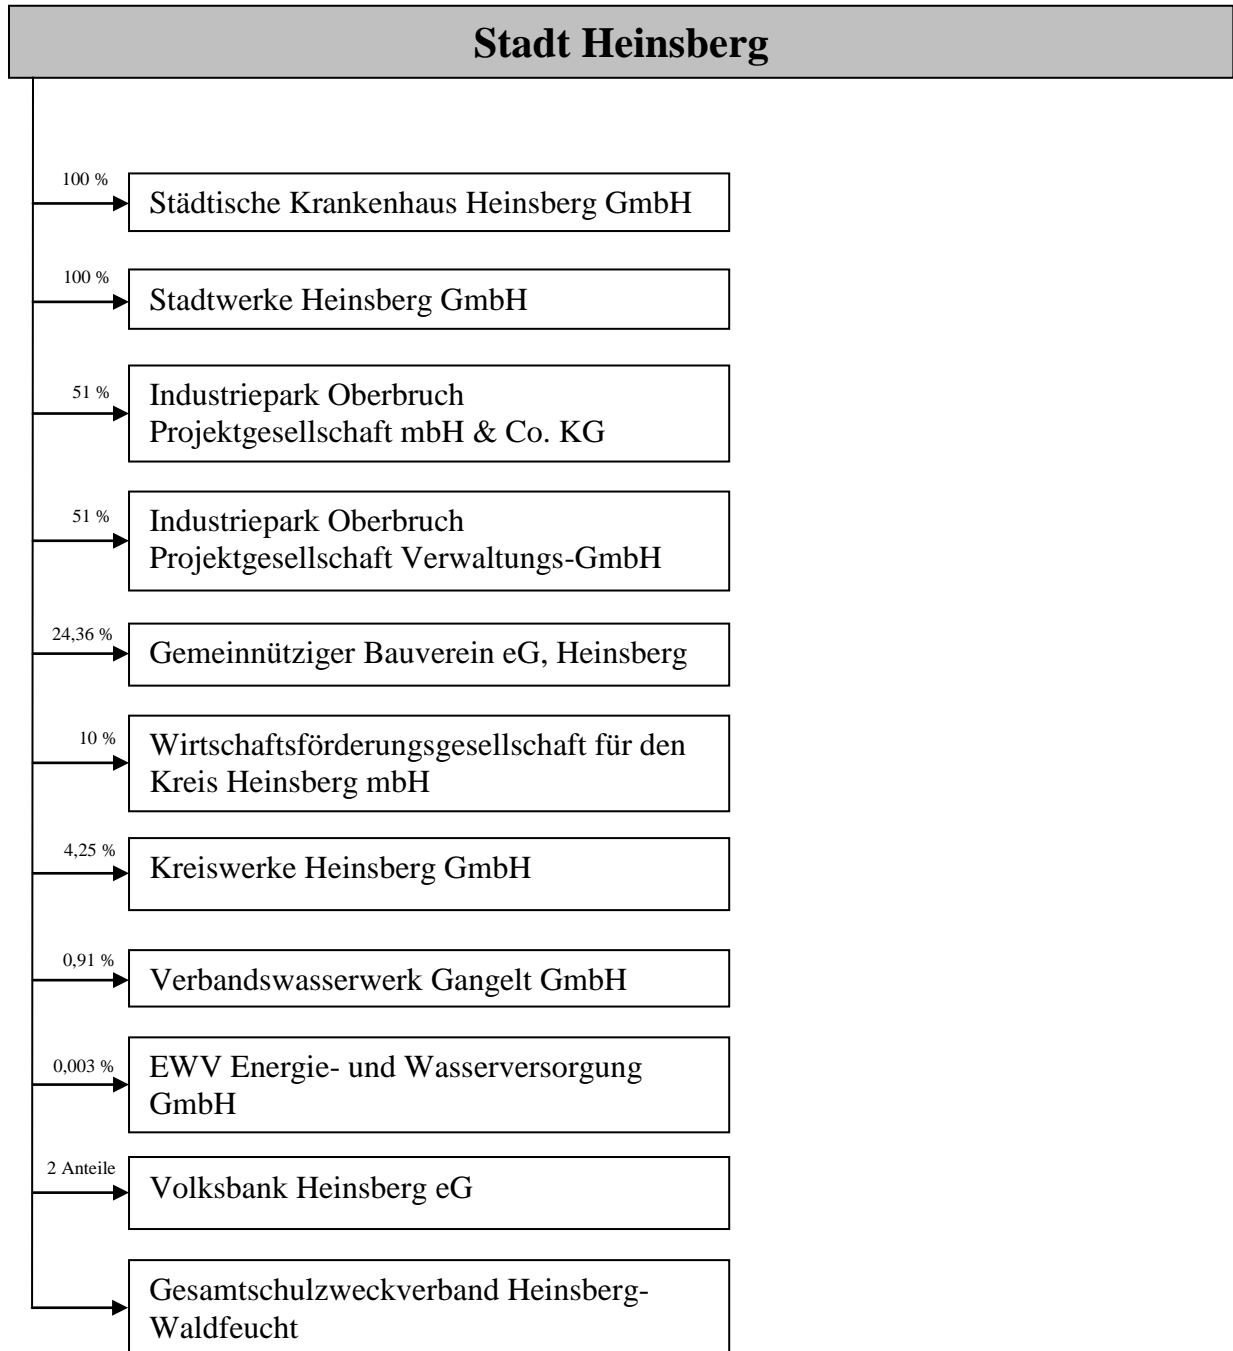 Stadt Heinsberg
100 %
Städtische Krankenhaus Heinsberg GmbH
100 %
Stadtwerke Heinsberg GmbH
51 %
Industriepark Oberbruch
Projektgesellschaft mbH & Co. KG
51 %
Industriepark Oberbruch
Projektgesellschaft Verwaltungs-GmbH
24,36 %
Gemeinnütziger Bauverein eG, Heinsberg
10 %
Wirtschaftsförderungsgesellschaft für den
Kreis Heinsberg mbH
4,25 %
Kreiswerke Heinsberg GmbH
0,91 %
Verbandswasserwerk Gangelt GmbH
0,003 %
EWV Energie- und Wasserversorgung
GmbH
2 Anteile
Volksbank Heinsberg eG
Gesamtschulzweckverband Heinsberg-
Waldfeucht